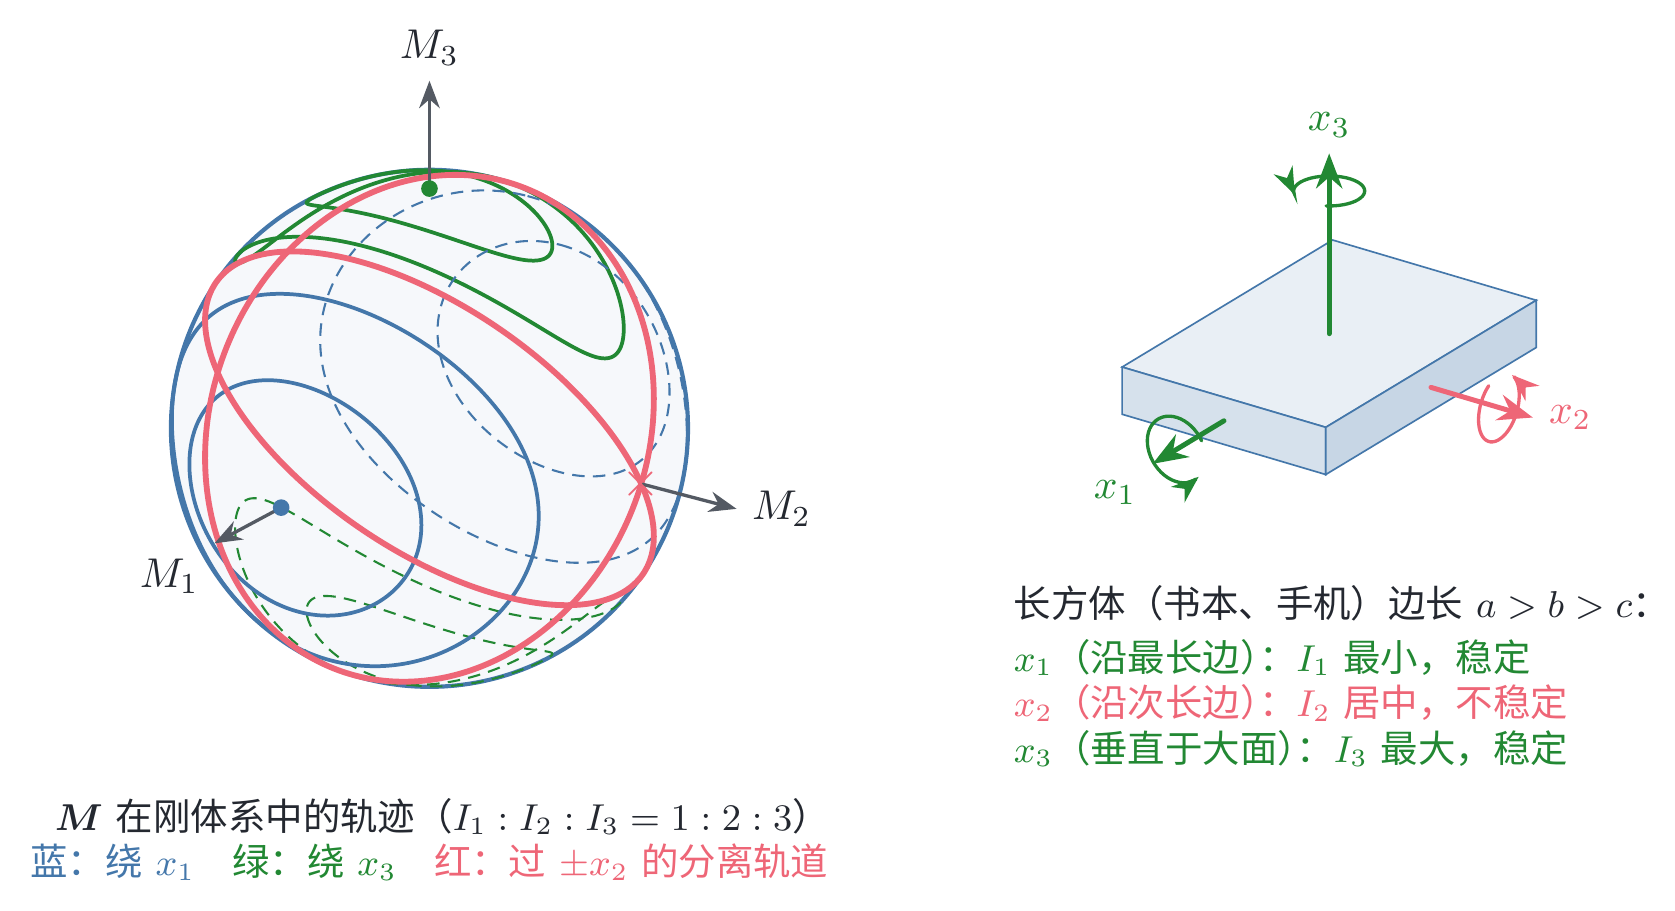 M₃
M₂
M₁
M 在刚体系中的轨迹（I₁ : I₂ : I₃ = 1 : 2 : 3）
蓝：绕 x₁ 绿：绕 x₃ 红：过 ±x₂ 的分离轨道
x₃
x₂
x₁
长方体（书本、手机）边长 a > b > c：
x₁（沿最长边）：I₁ 最小，稳定
x₂（沿次长边）：I₂ 居中，不稳定
x₃（垂直于大面）：I₃ 最大，稳定